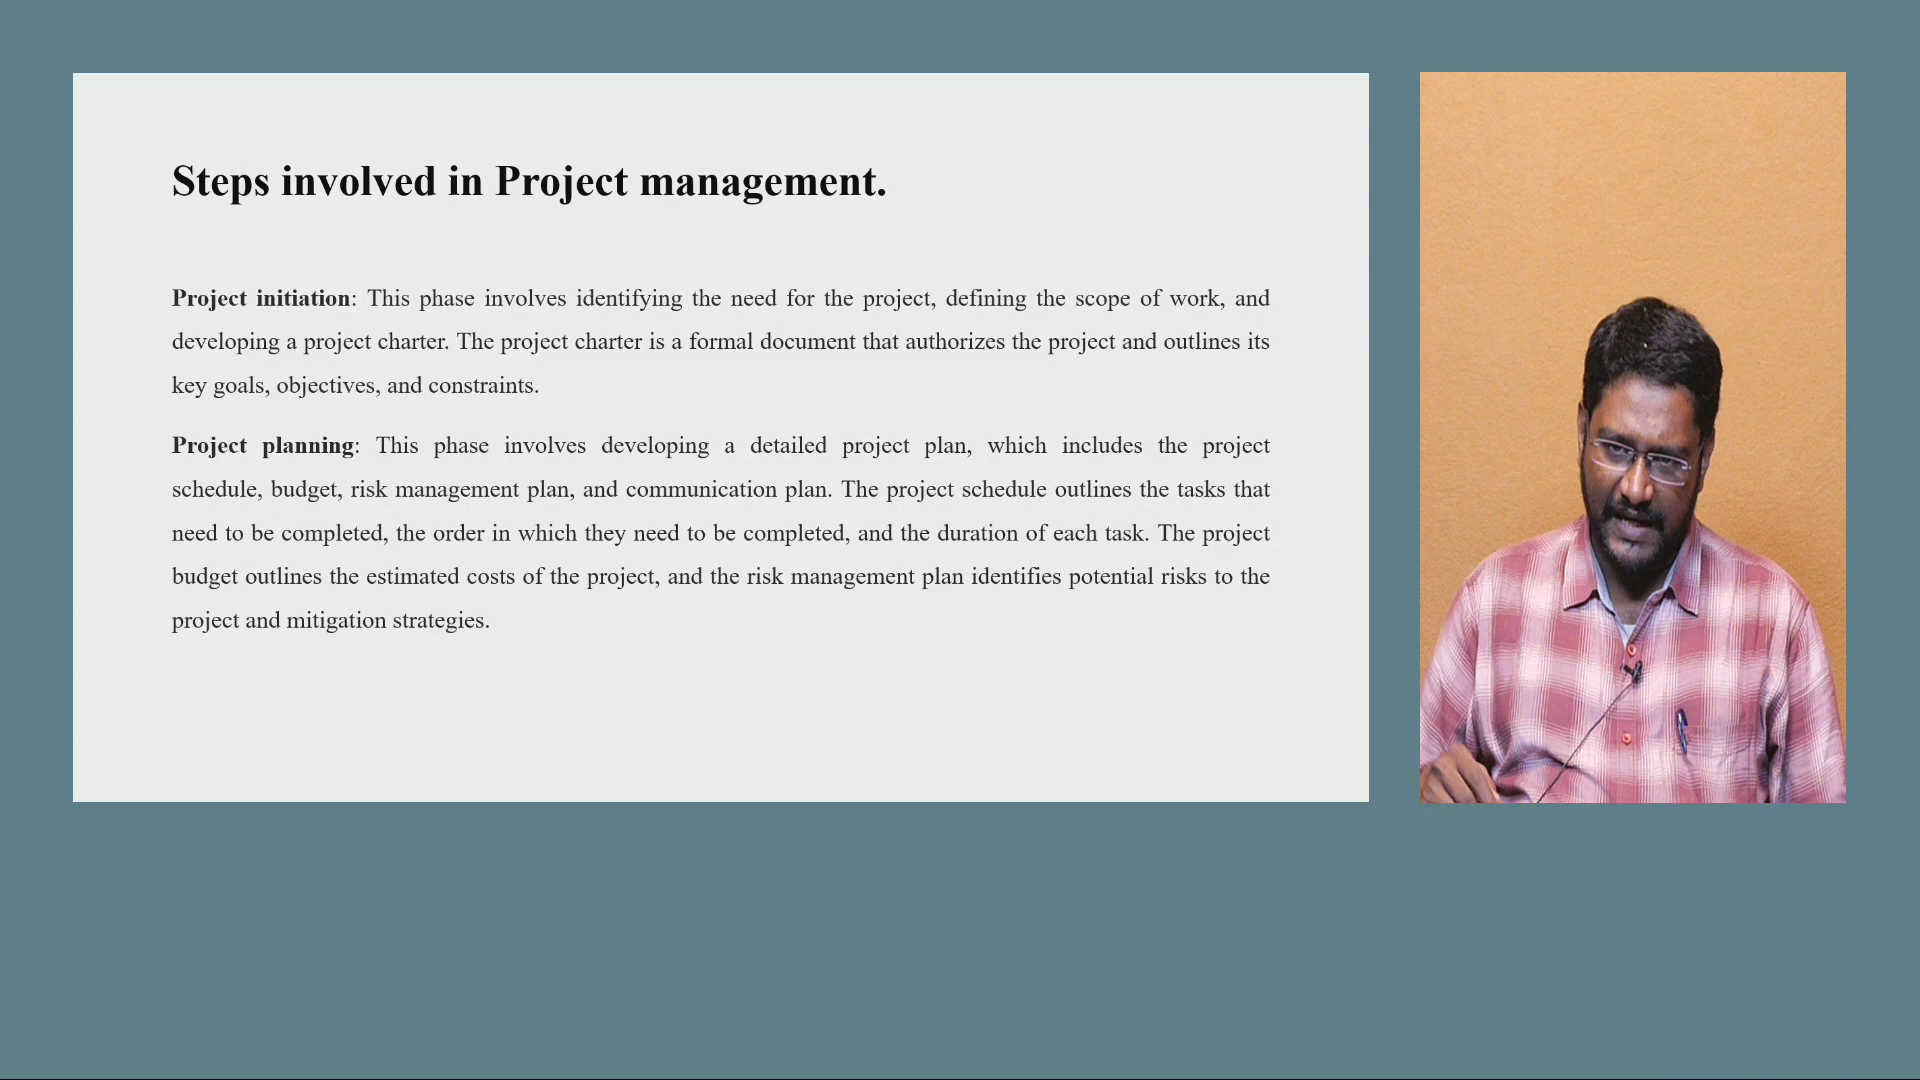 Steps involved in Project management.
Project initiation: This phase involves identifying the need for the project, defining the scope of work, and
developing a project charter. The project charter is a formal document that authorizes the project and outlines its
key goals, objectives, and constraints.
Project planning: This phase involves developing a detailed project plan, which includes the project
schedule, budget, risk management plan, and communication plan. The project schedule outlines the tasks that
need to be completed, the order in which they need to be completed, and the duration of each task. The project
budget outlines the estimated costs of the project, and the risk management plan identifies potential risks to the
project and mitigation strategies.